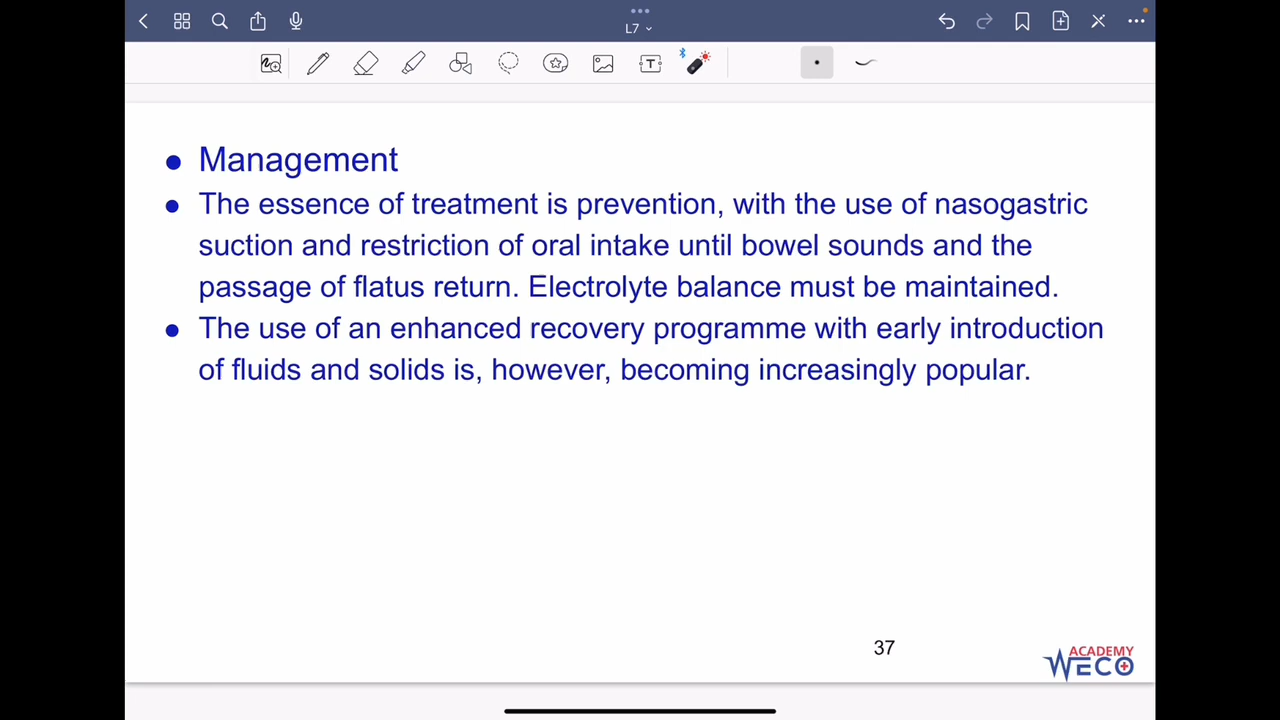 L7
● Management
● The essence of treatment is prevention, with the use of nasogastric
suction and restriction of oral intake until bowel sounds and the
passage of flatus return. Electrolyte balance must be maintained.
● The use of an enhanced recovery programme with early introduction
of fluids and solids is, however, becoming increasingly popular.
37
ACADEMY
WECO